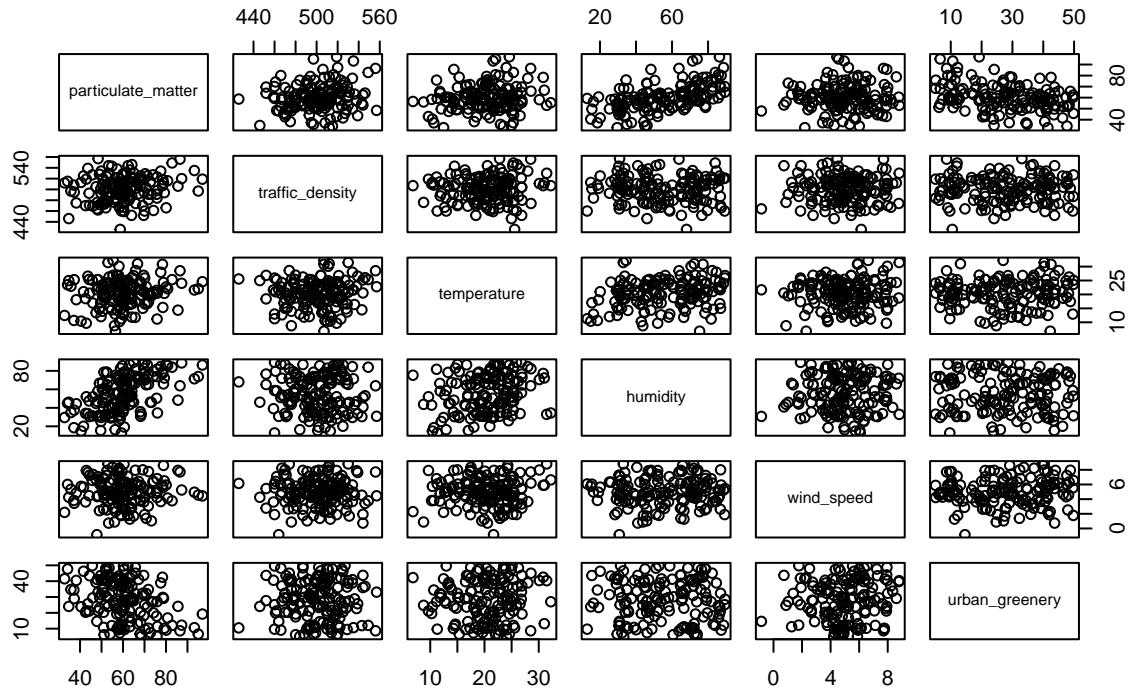 440 500 560
20 60
10 30 50
particulate_matter
40 80
440 540
traffic_density
temperature
10 25
20 80
humidity
wind_speed
0 6
10 40
urban_greenery
40 60 80
10 20 30
0 4 8